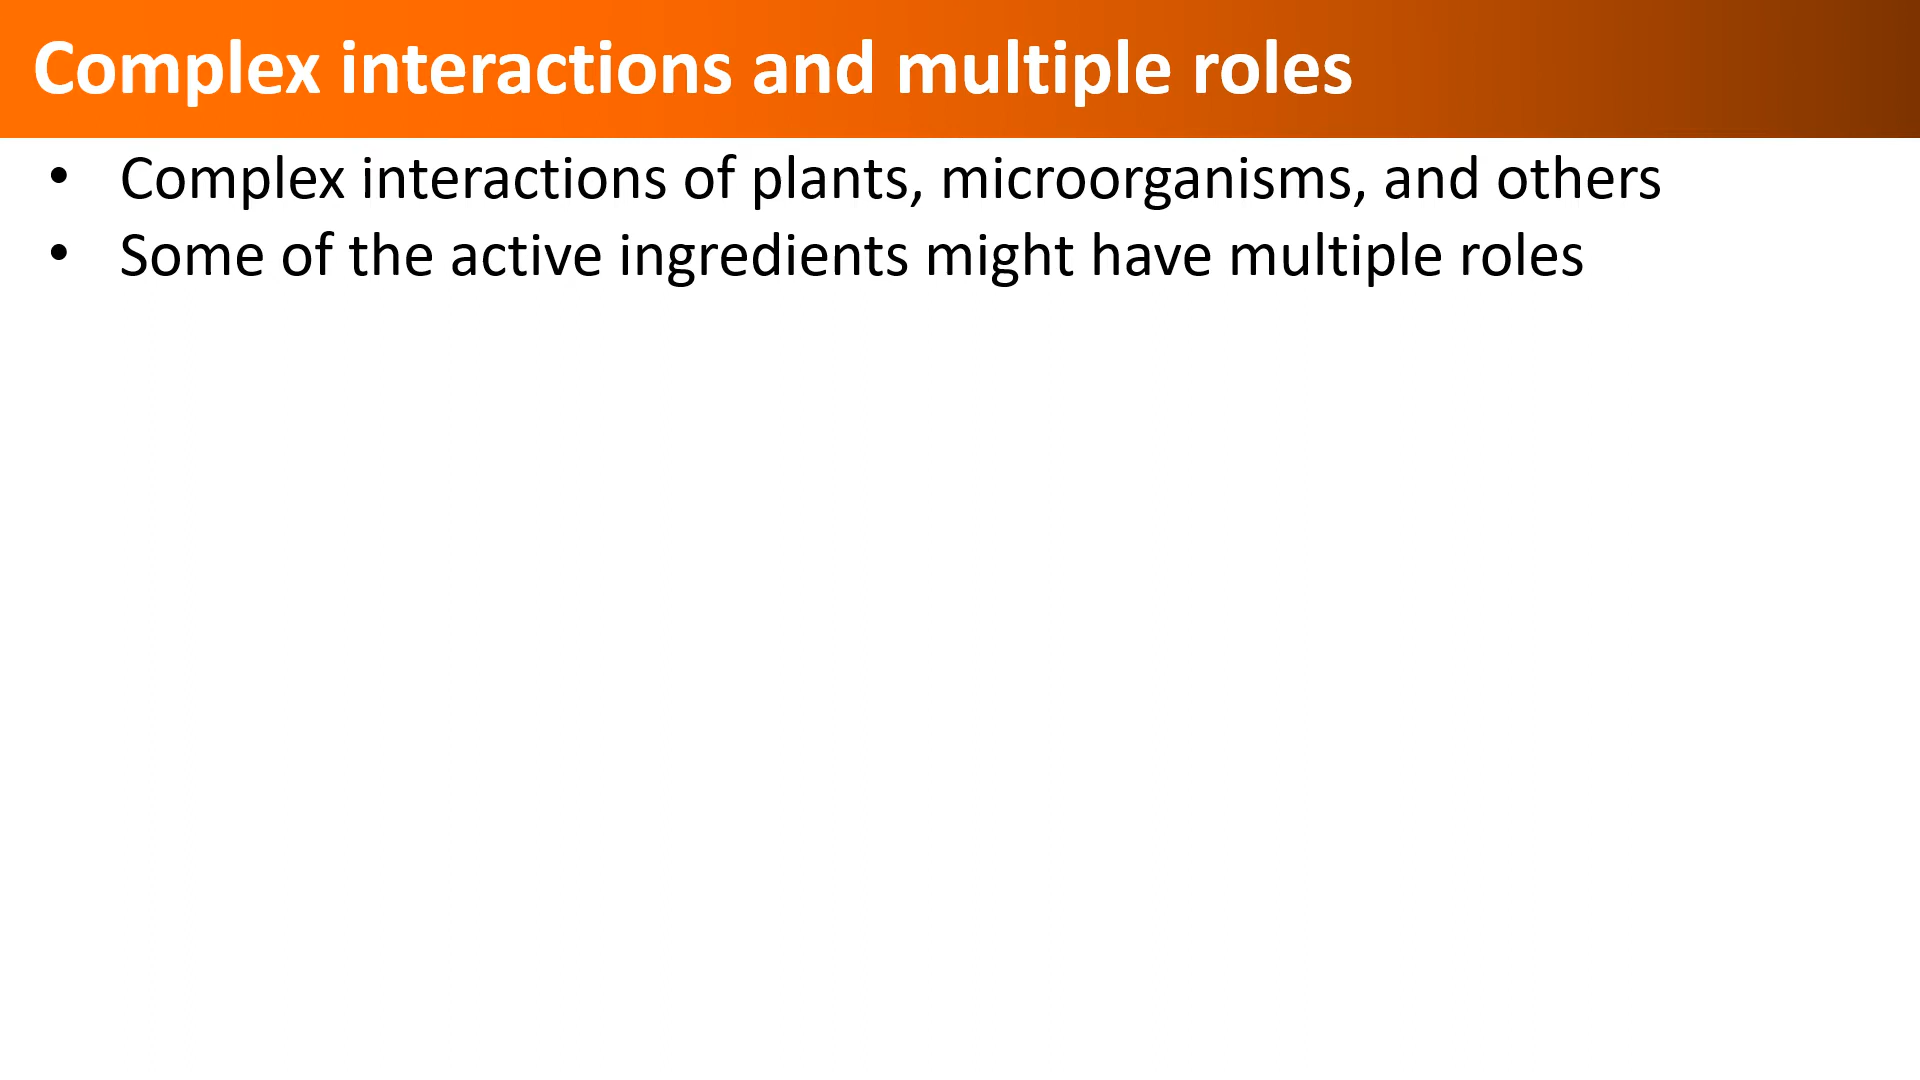 Complex interactions and multiple roles
• Complex interactions of plants, microorganisms, and others
• Some of the active ingredients might have multiple roles